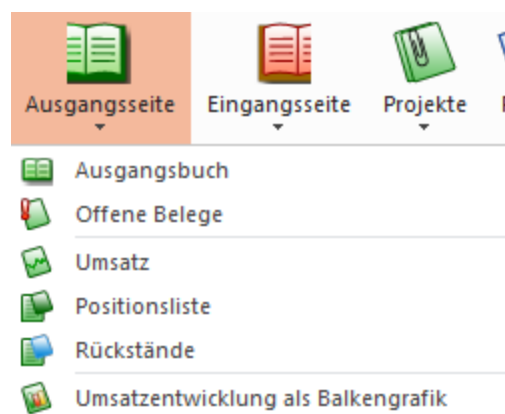 Ausgangsseite Eingangsseite Projekte
Ausgangsbuch
Offene Belege
Umsatz
Positionsliste
Rückstände
Umsatzentwicklung als Balkengrafik